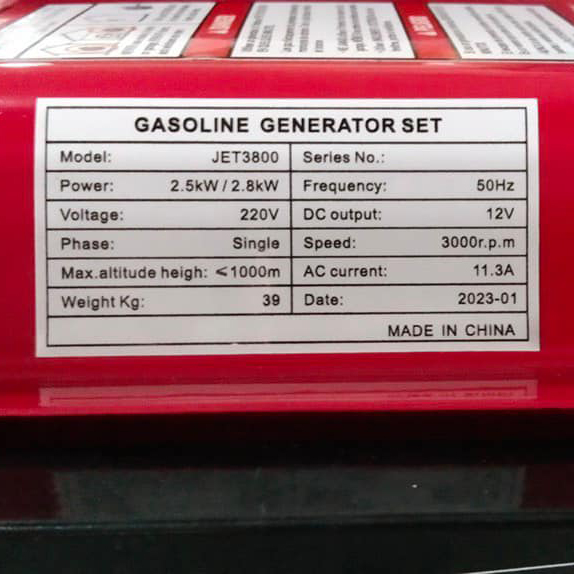 GASOLINE GENERATOR SET
Model: JET3800 Series No.:
Power: 2.5kW / 2.8kW Frequency: 50Hz
Voltage: 220V DC output: 12V
Phase: Single Speed: 3000r.p.m
Max.altitude heigh: ≤1000m AC current: 11.3A
Weight Kg: 39 Date: 2023-01
MADE IN CHINA